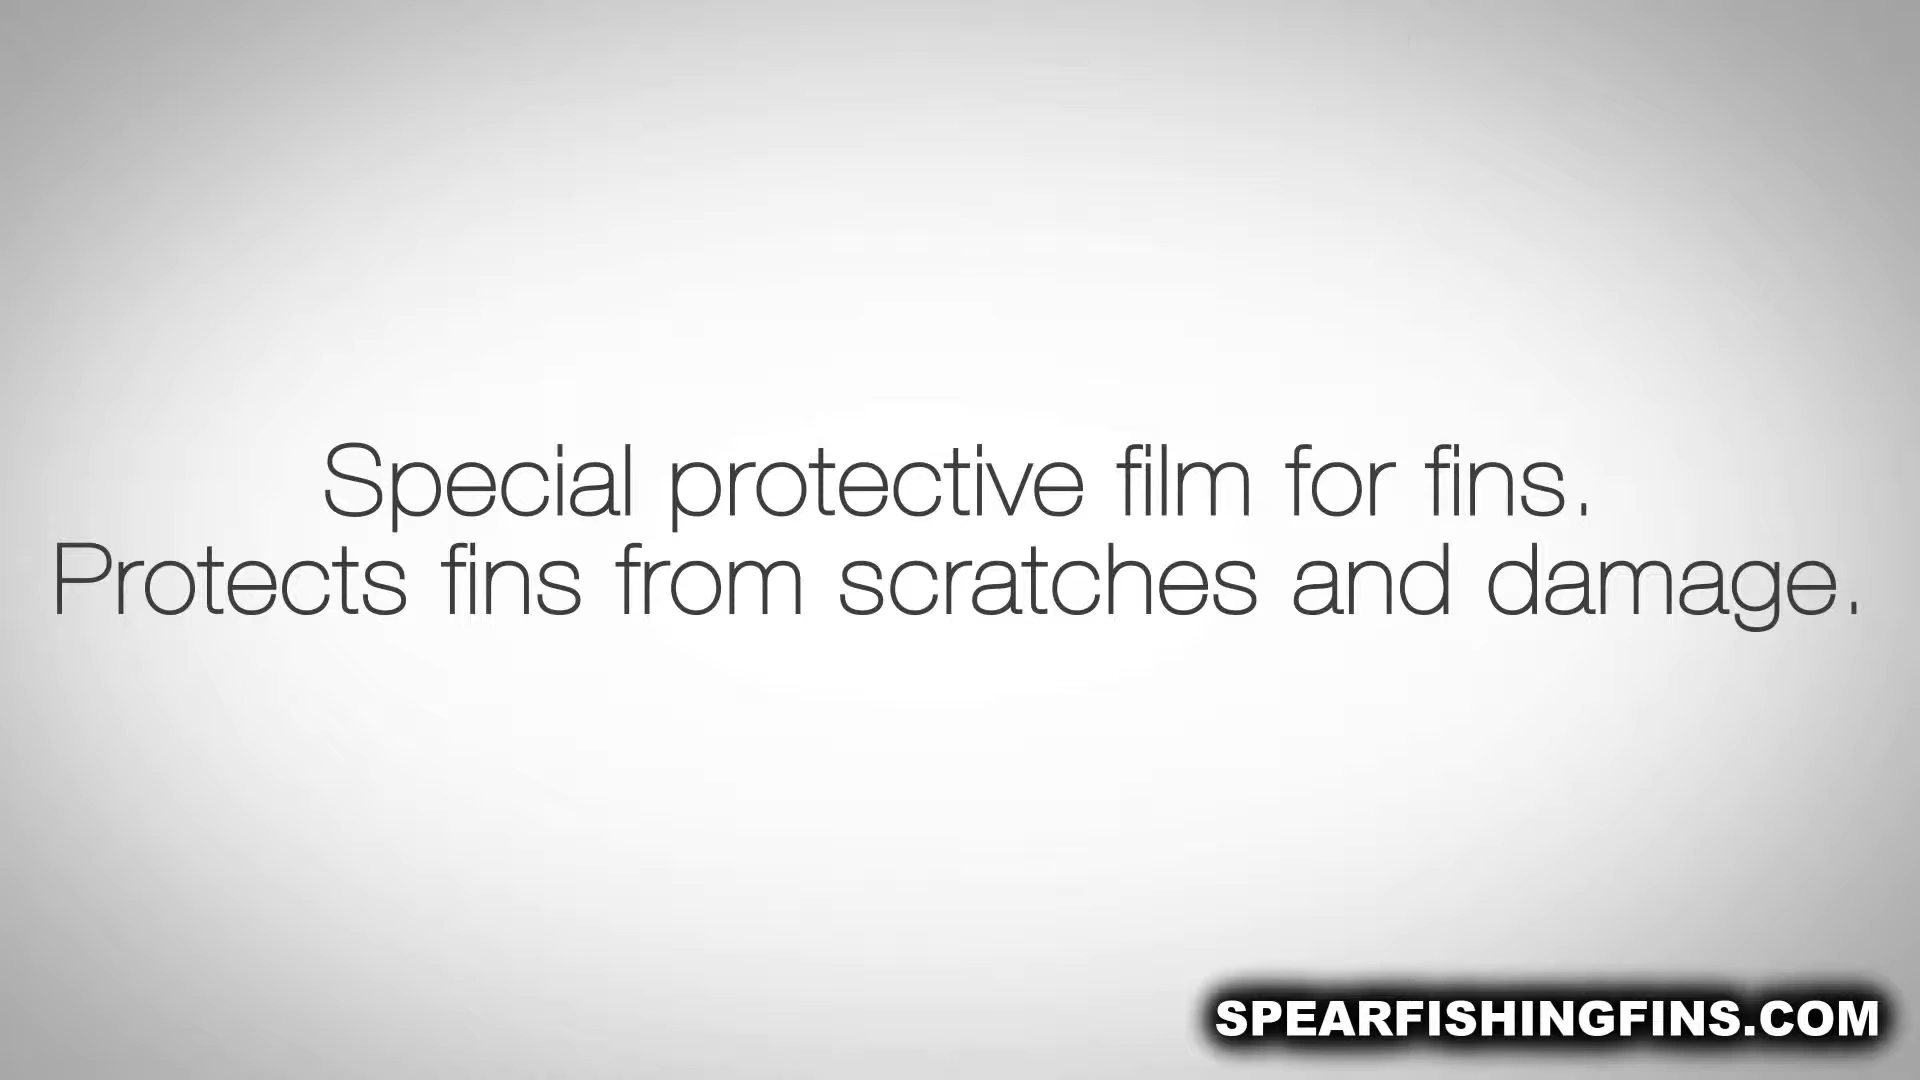 Special protective film for fins.
Protects fins from scratches and damage.
SPEARFISHINGFINS.COM